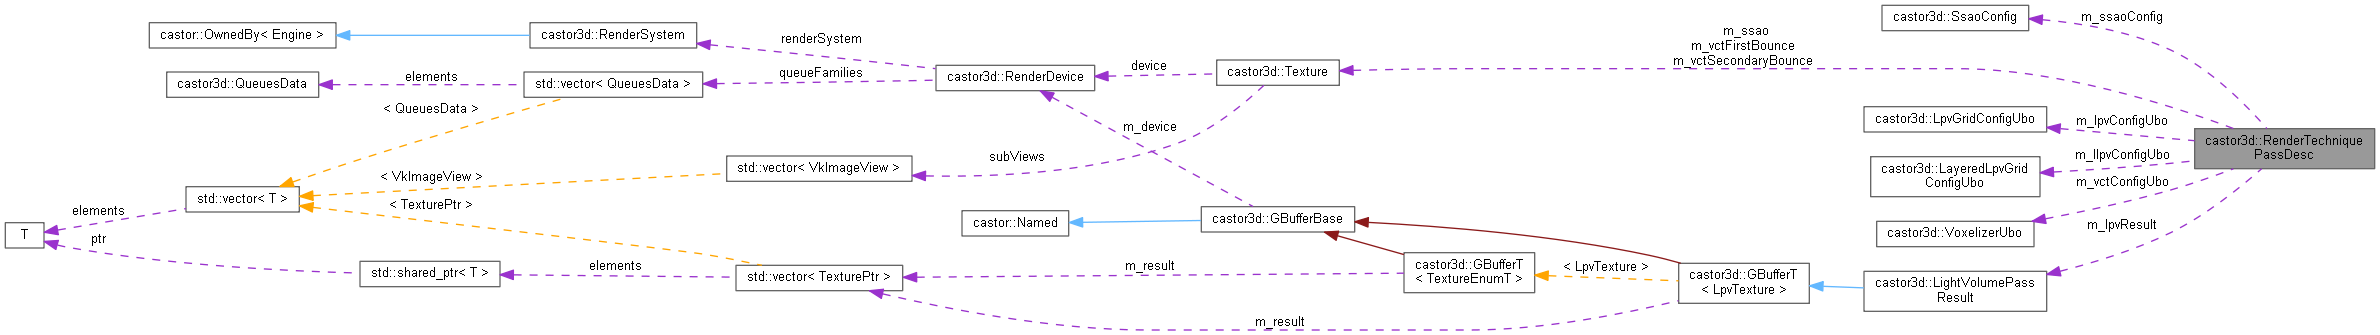 castor3d::SsaoConfig
m_ssaoConfig
castor::OwnedBy< Engine >
castor3d::RenderSystem
renderSystem
m_ssao
m_vctFirstBounce
m_vctSecondaryBounce
castor3d::QueuesData
elements
std::vector< QueuesData >
queueFamilies
castor3d::RenderDevice
device
castor3d::Texture
< QueuesData >
m_device
castor3d::LpvGridConfigUbo
m_lpvConfigUbo
castor3d::RenderTechnique
PassDesc
subViews
std::vector< VkImageView >
< VkImageView >
castor3d::LayeredLpvGrid
ConfigUbo
m_llpvConfigUbo
m_vctConfigUbo
std::vector< T >
< TexturePtr >
elements
T
ptr
castor::Named
castor3d::GBufferBase
castor3d::VoxelizerUbo
m_lpvResult
std::shared_ptr< T >
elements
std::vector< TexturePtr >
m_result
castor3d::GBufferT
< TextureEnumT >
< LpvTexture >
castor3d::GBufferT
< LpvTexture >
castor3d::LightVolumePass
Result
m_result